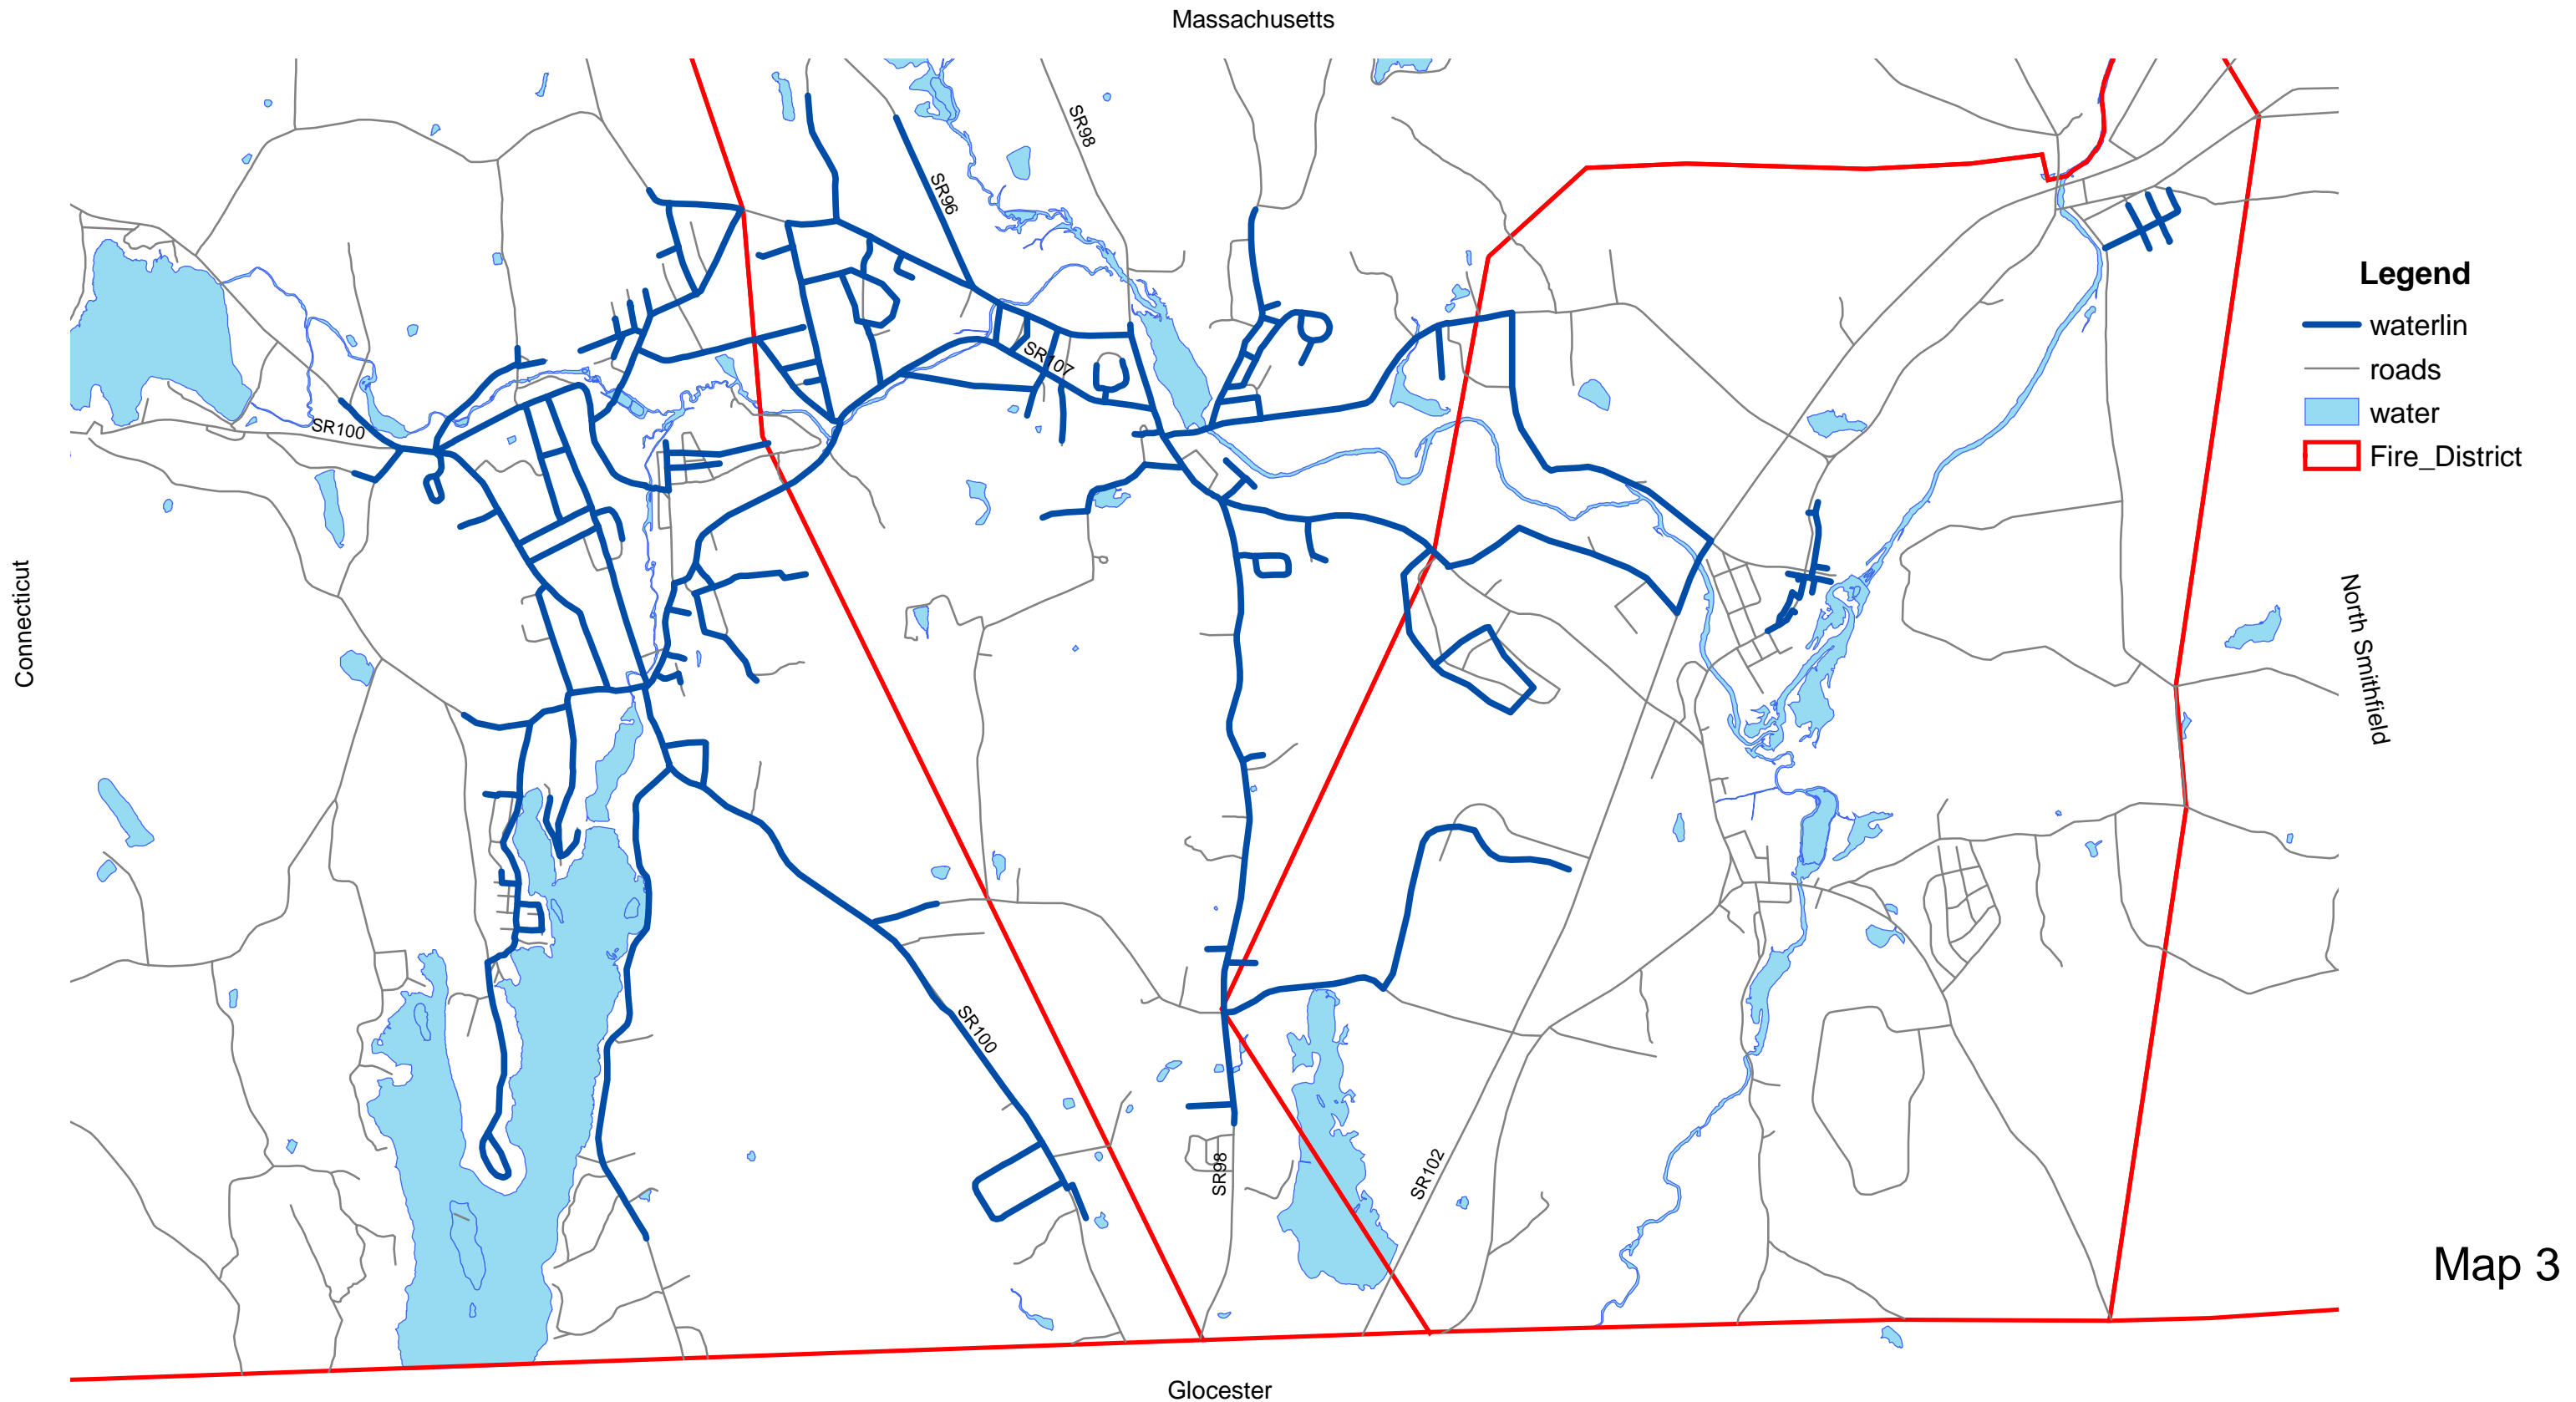 Massachusetts
SR98
SR96
Legend
waterlin
roads
water
Fire_District
SR107
SR100
Connecticut
North Smithfield
SR100
SR98
SR102
Map 3
Glocester